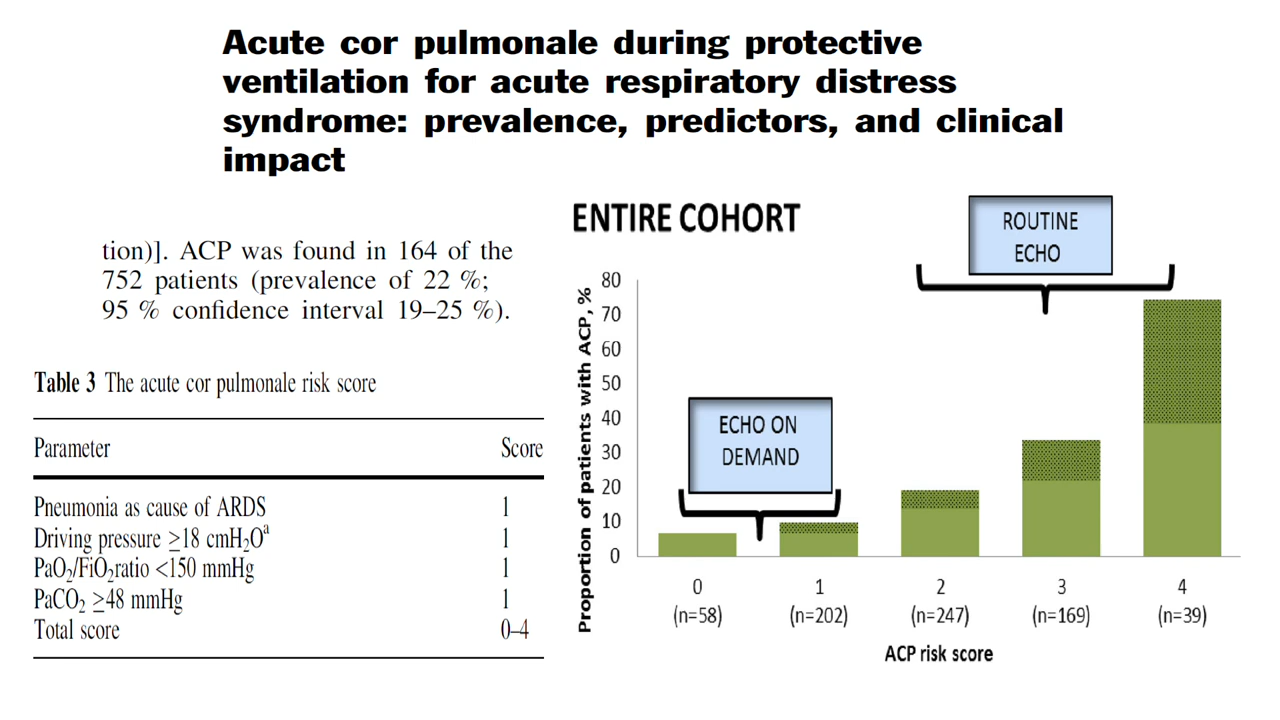 Acute cor pulmonale during protective
ventilation for acute respiratory distress
syndrome: prevalence, predictors, and clinical
impact
tion)]. ACP was found in 164 of the
752 patients (prevalence of 22 %;
95 % confidence interval 19–25 %).
Table 3 The acute cor pulmonale risk score
Parameter Score
Pneumonia as cause of ARDS 1
Driving pressure ≥18 cmH₂Oᵃ 1
PaO₂/FiO₂ratio <150 mmHg 1
PaCO₂ ≥48 mmHg 1
Total score 0–4
ENTIRE COHORT
ROUTINE
ECHO
ECHO ON
DEMAND
Proportion of patients with ACP, %
80
70
60
50
40
30
20
10
0
0 1 2 3 4
(n=58) (n=202) (n=247) (n=169) (n=39)
ACP risk score